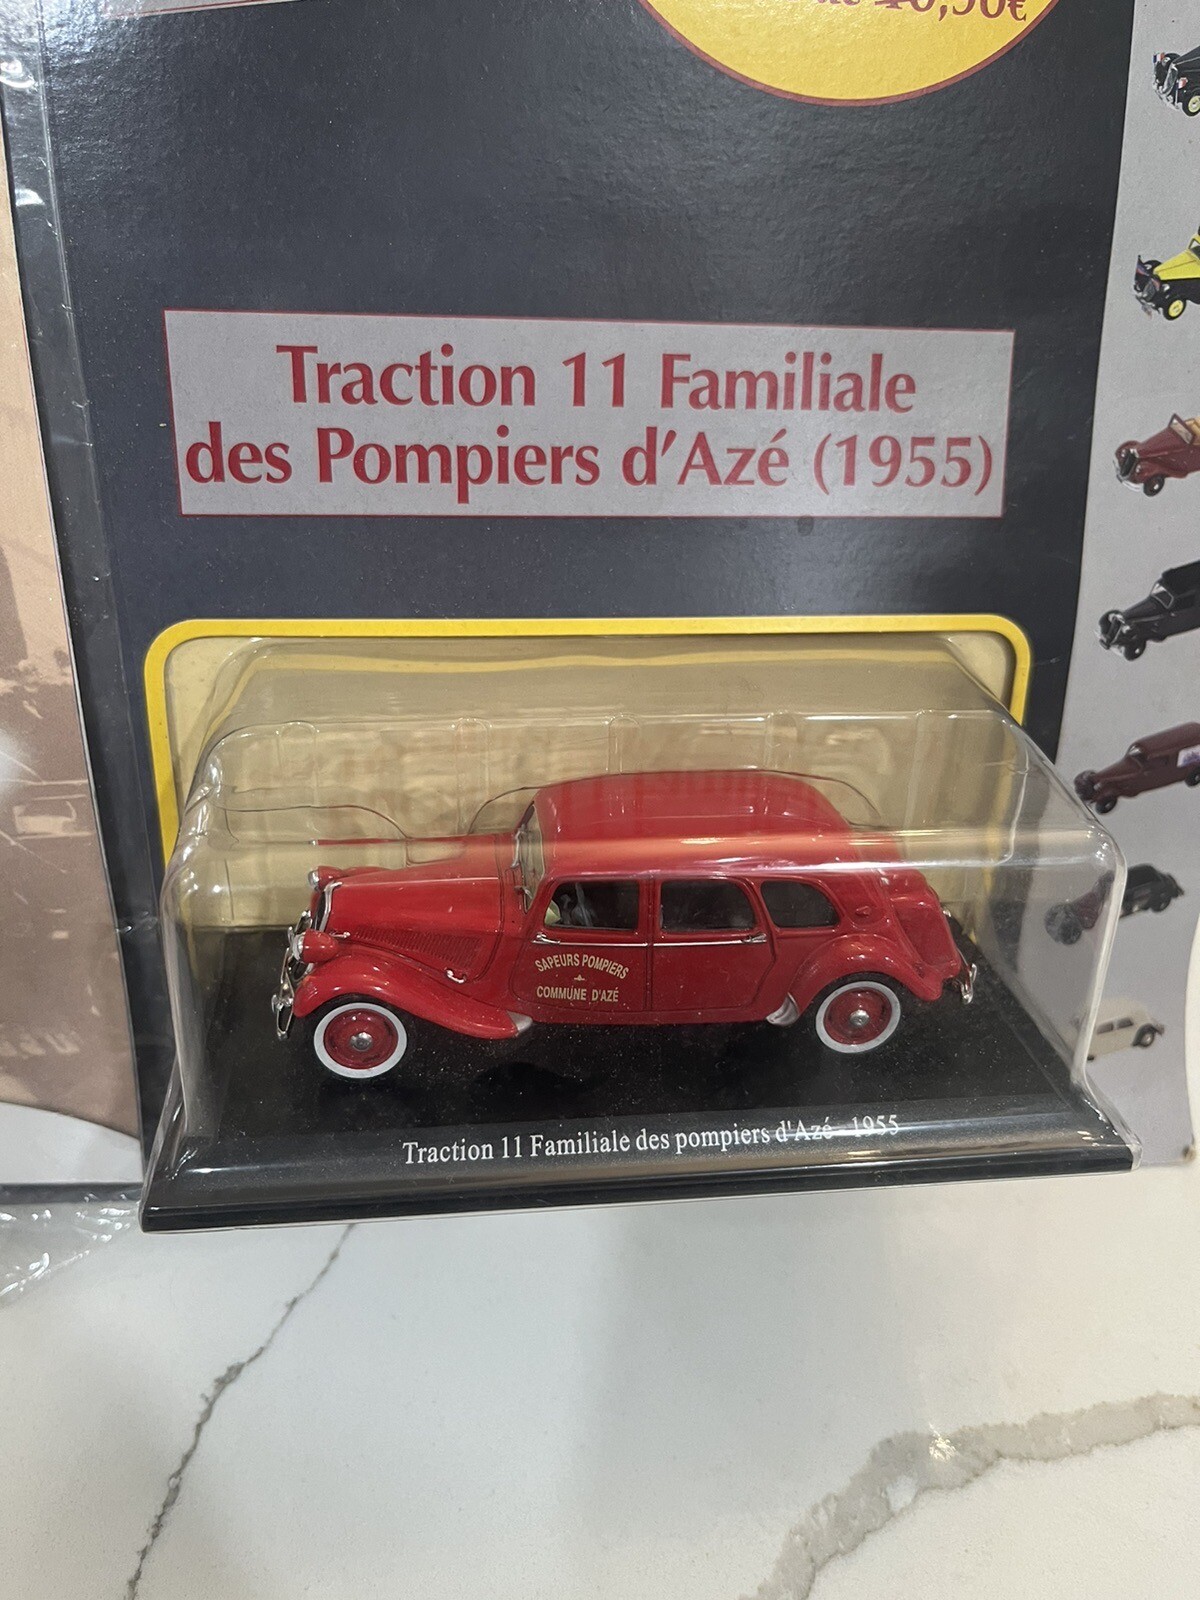 Traction 11 Familiale
des Pompiers d'Azé (1955)
SAPEURS POMPIERS
COMMUNE D'AZÉ
Traction 11 Familiale des pompiers d'Azé - 1955